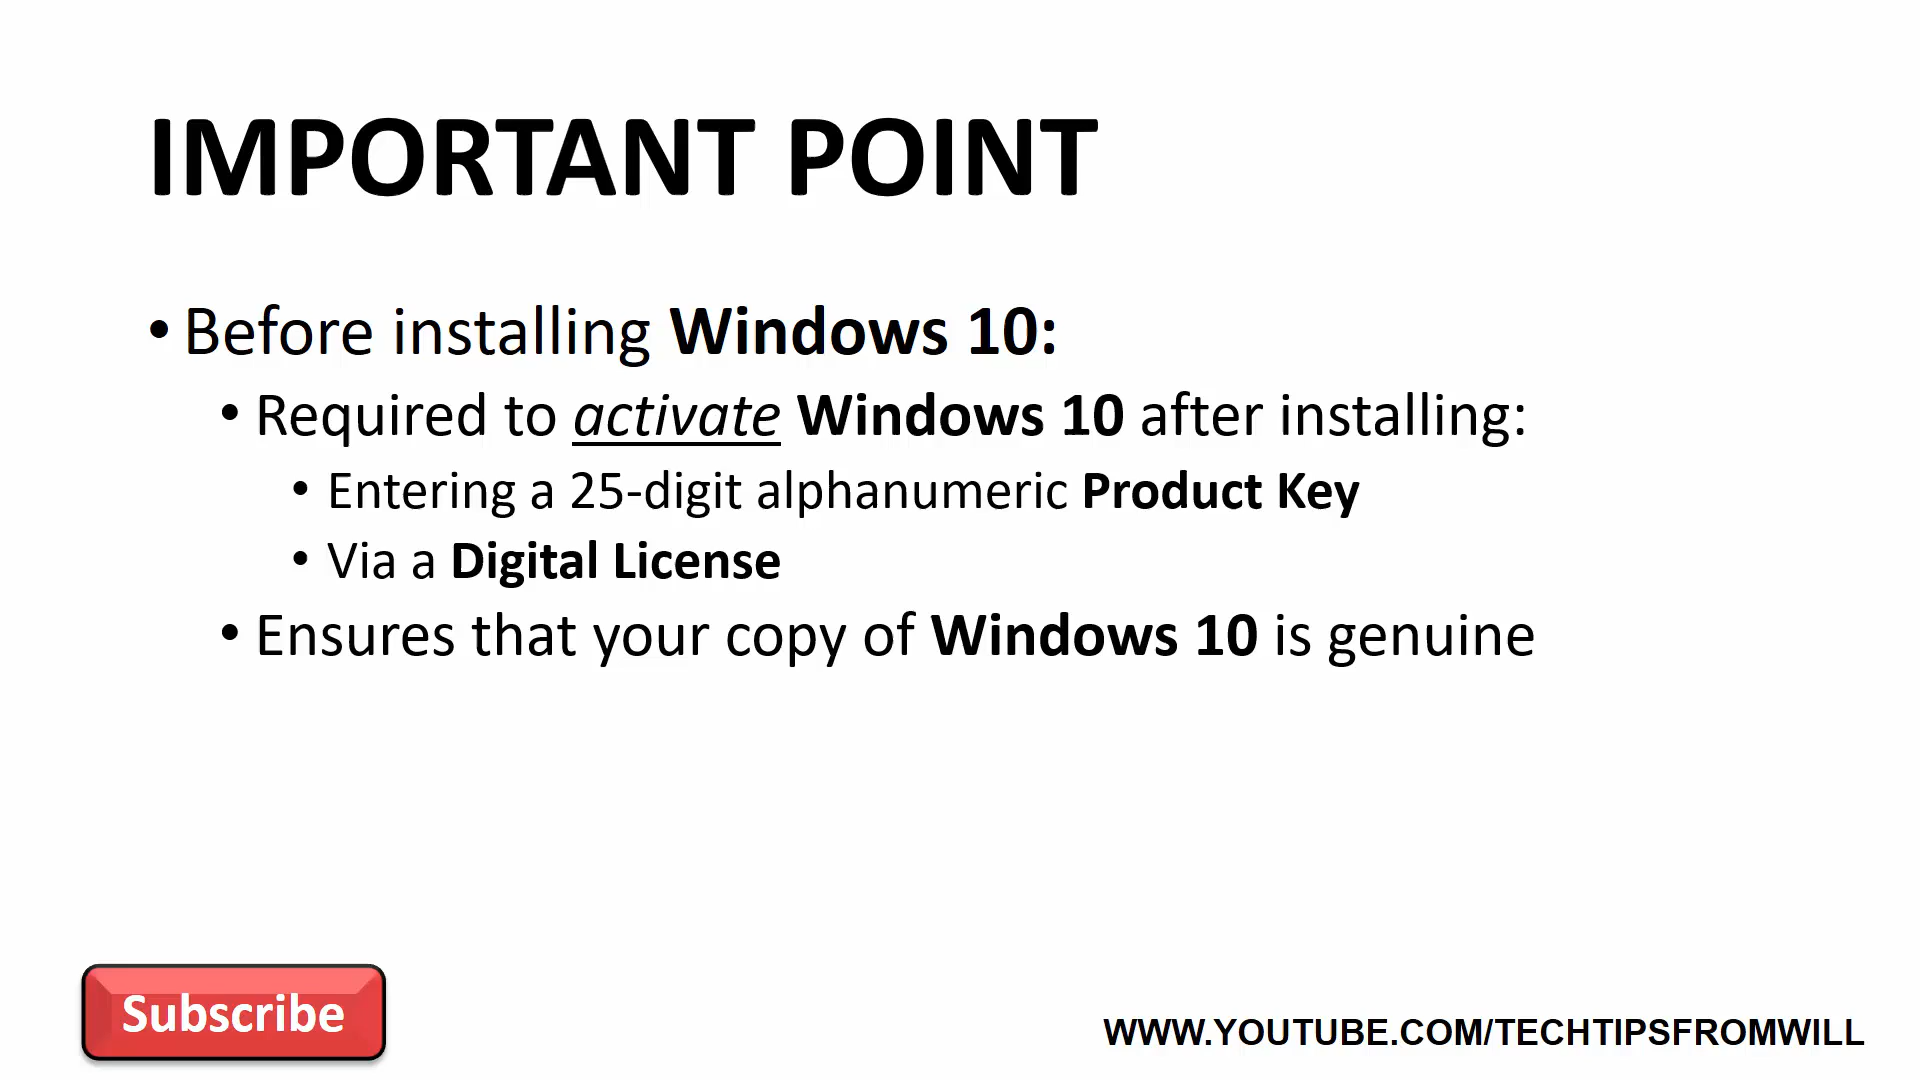 IMPORTANT POINT
• Before installing Windows 10:
• Required to activate Windows 10 after installing:
• Entering a 25-digit alphanumeric Product Key
• Via a Digital License
• Ensures that your copy of Windows 10 is genuine
Subscribe
WWW.YOUTUBE.COM/TECHTIPSFROMWILL